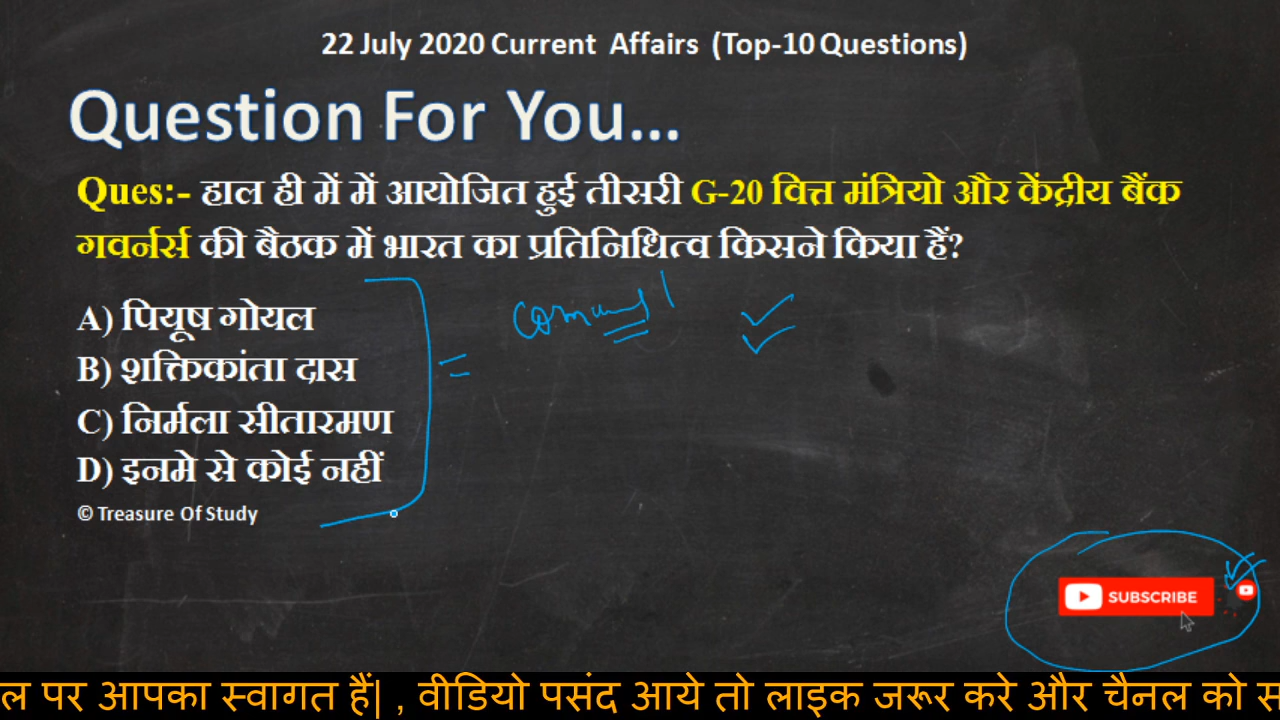 22 July 2020 Current Affairs (Top-10 Questions)
Question For You...
Ques:- हाल ही में में आयोजित हुई तीसरी G-20 वित्त मंत्रियो और केंद्रीय बैंक
गवर्नर्स की बैठक में भारत का प्रतिनिधित्व किसने किया हैं?
A) पियूष गोयल
B) शक्तिकांता दास
C) निर्मला सीतारमण
D) इनमे से कोई नहीं
© Treasure Of Study
SUBSCRIBE
ल पर आपका स्वागत हैं| , वीडियो पसंद आये तो लाइक जरूर करे और चैनल को स